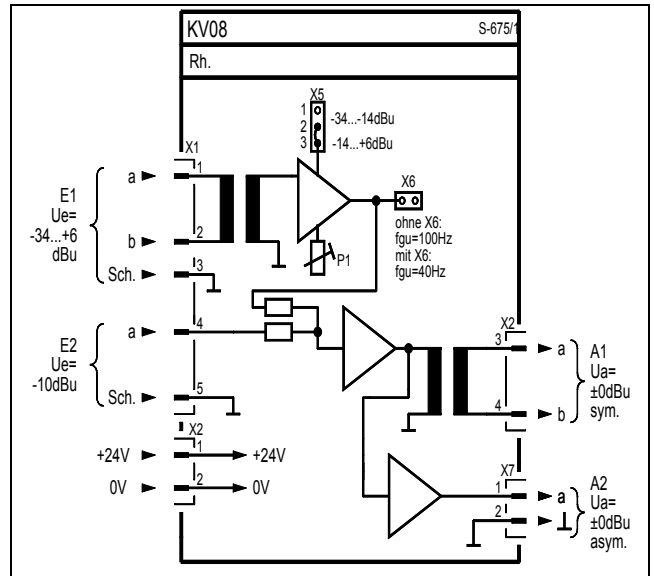 KV08 S-675/1
Rh.
X5
1
2
3
-34...-14dBu
-14...+6dBu
X1
1
a
E1
Ue=
-34...+6
dBu
b
2
Sch.
3
X6
ohne X6:
fgu=100Hz
mit X6:
fgu=40Hz
P1
E2
Ue=
-10dBu
a
4
Sch.
5
X2
3
a
4
b
A1
Ua=
±0dBu
sym.
X2
+24V
1
+24V
0V
2
0V
X7
1
a
2
A2
Ua=
±0dBu
asym.